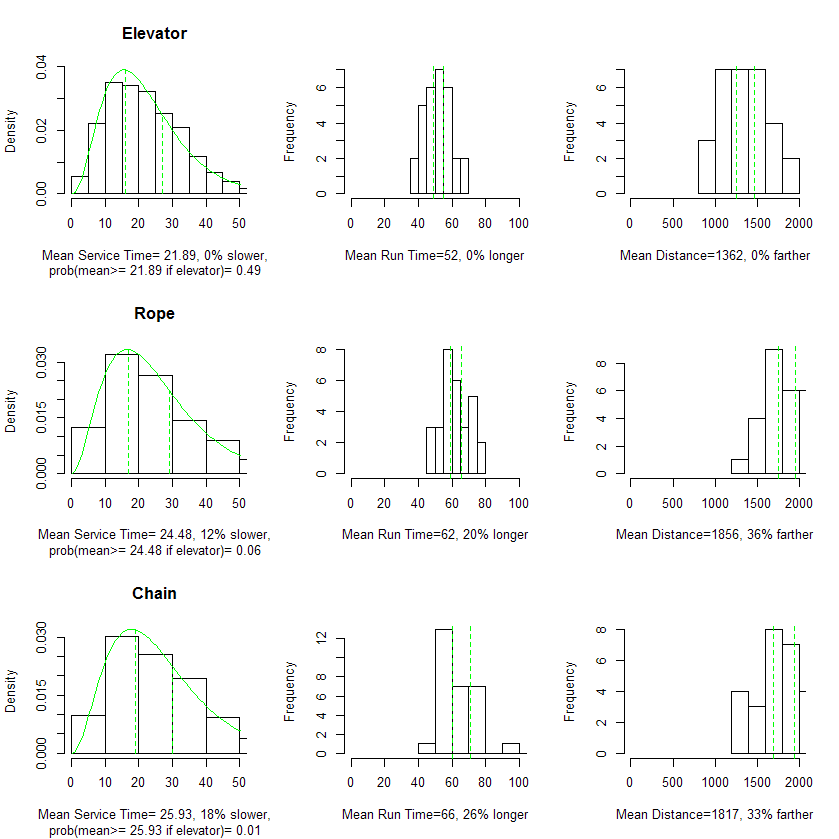 Elevator
Density
0.00 0.02 0.04
0 10 20 30 40 50
Mean Service Time= 21.89, 0% slower,
prob(mean>= 21.89 if elevator)= 0.49
Frequency
0 2 4 6
0 20 40 60 80 100
Mean Run Time=52, 0% longer
Frequency
0 2 4 6
0 500 1000 1500 2000
Mean Distance=1362, 0% farther
Rope
Density
0.000 0.015 0.030
0 10 20 30 40 50
Mean Service Time= 24.48, 12% slower,
prob(mean>= 24.48 if elevator)= 0.06
Frequency
0 2 4 6 8
0 20 40 60 80 100
Mean Run Time=62, 20% longer
Frequency
0 2 4 6 8
0 500 1000 1500 2000
Mean Distance=1856, 36% farther
Chain
Density
0.000 0.015 0.030
0 10 20 30 40 50
Mean Service Time= 25.93, 18% slower,
prob(mean>= 25.93 if elevator)= 0.01
Frequency
0 2 4 6 8 12
0 20 40 60 80 100
Mean Run Time=66, 26% longer
Frequency
0 2 4 6 8
0 500 1000 1500 2000
Mean Distance=1817, 33% farther